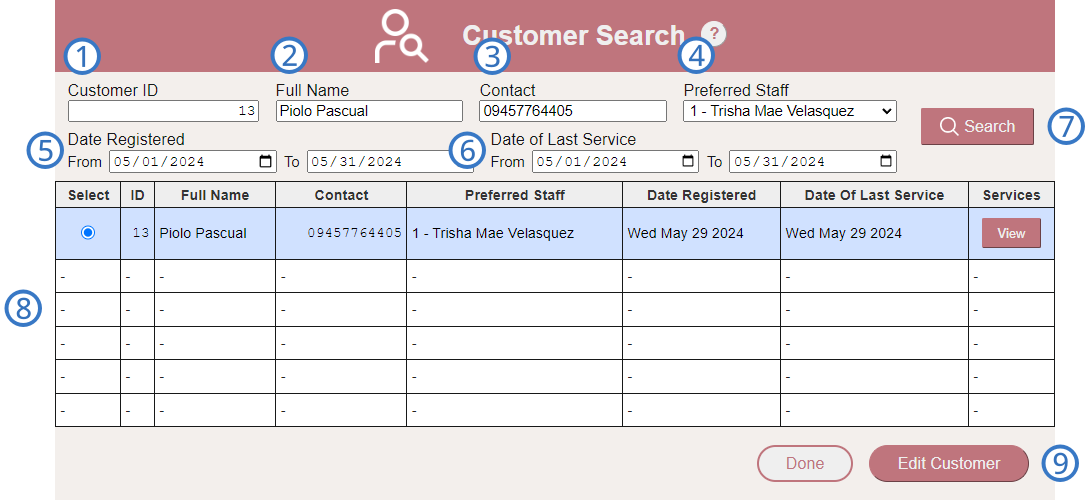 Customer Search ?
1 2 3 4
Customer ID Full Name Contact Preferred Staff
13 Piolo Pascual 09457764405 1 - Trisha Mae Velasquez
Search 7
Date Registered Date of Last Service
5 From 05/01/2024 To 05/31/2024 6 From 05/01/2024 To 05/31/2024
Select ID Full Name Contact Preferred Staff Date Registered Date Of Last Service Services
13 Piolo Pascual 09457764405 1 - Trisha Mae Velasquez Wed May 29 2024 Wed May 29 2024 View
- - - - - - - -
8 - - - - - - - -
- - - - - - - -
- - - - - - - -
- - - - - - - -
Done Edit Customer 9